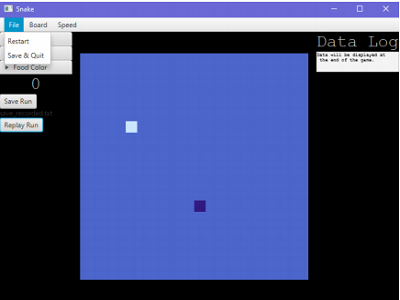 Snake
File Board Speed
Restart
Save & Quit
Food Color
0
Save Run
Replay Run
Data Log
Data will be displayed at
the end of the game.